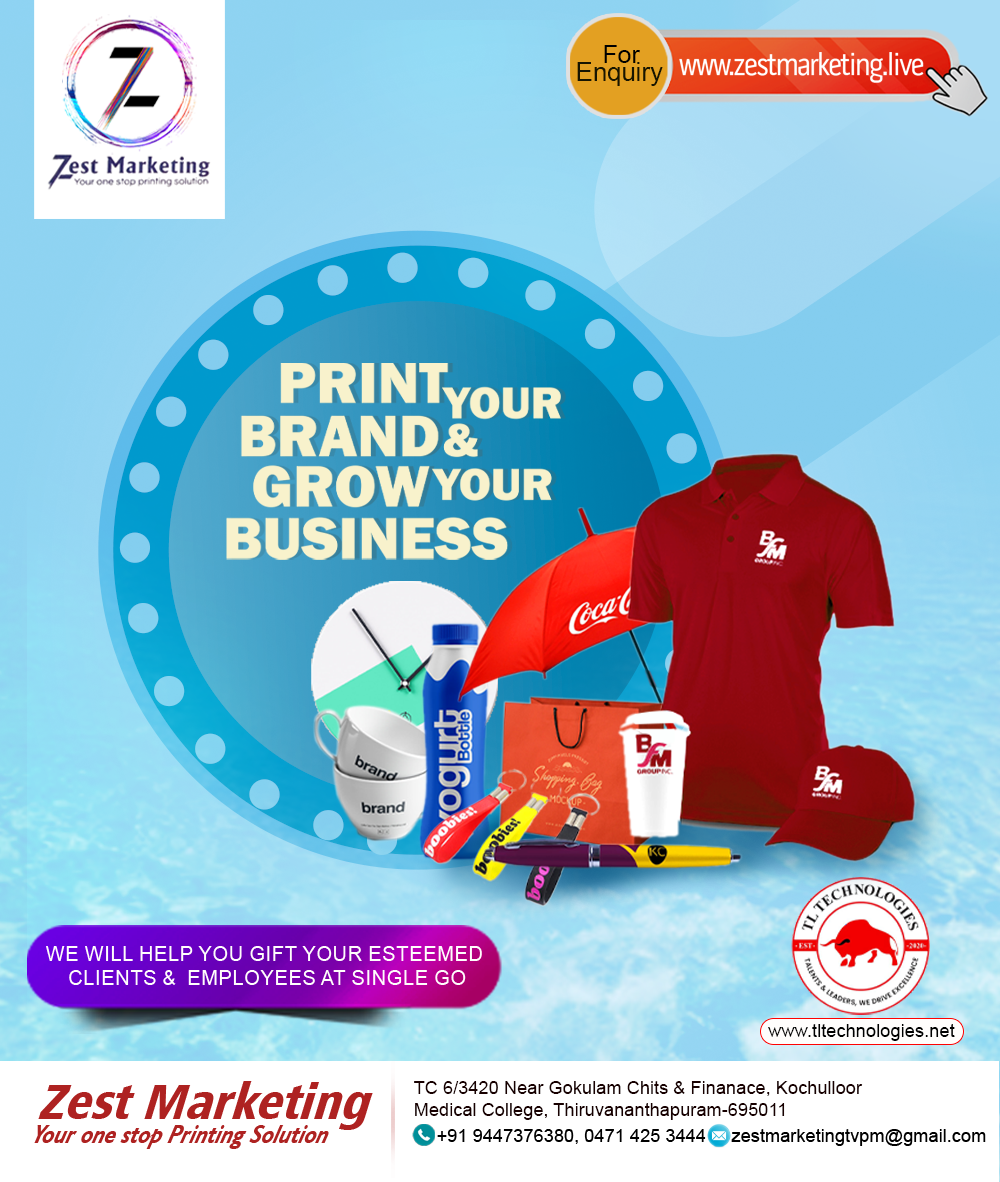 Zest Marketing
Your one stop printing solution
For
Enquiry
www.zestmarketing.live
PRINT YOUR
BRAND &
GROW YOUR
BUSINESS
Coca-C
BFM
GROUP INC.
yogurt
Bottle
brand
brand
Shopping Bag
MOCKUP
BFM
GROUP INC.
BFM
GROUP INC.
boobies!
boobies!
boo
KC
WE WILL HELP YOU GIFT YOUR ESTEEMED
CLIENTS & EMPLOYEES AT SINGLE GO
TL TECHNOLOGIES
EST 2020
TALENTS & LEADERS, WE DRIVE EXCELLENCE
www.tltechnologies.net
Zest Marketing
Your one stop Printing Solution
TC 6/3420 Near Gokulam Chits & Finanace, Kochulloor
Medical College, Thiruvananthapuram-695011
+91 9447376380, 0471 425 3444 zestmarketingtvpm@gmail.com